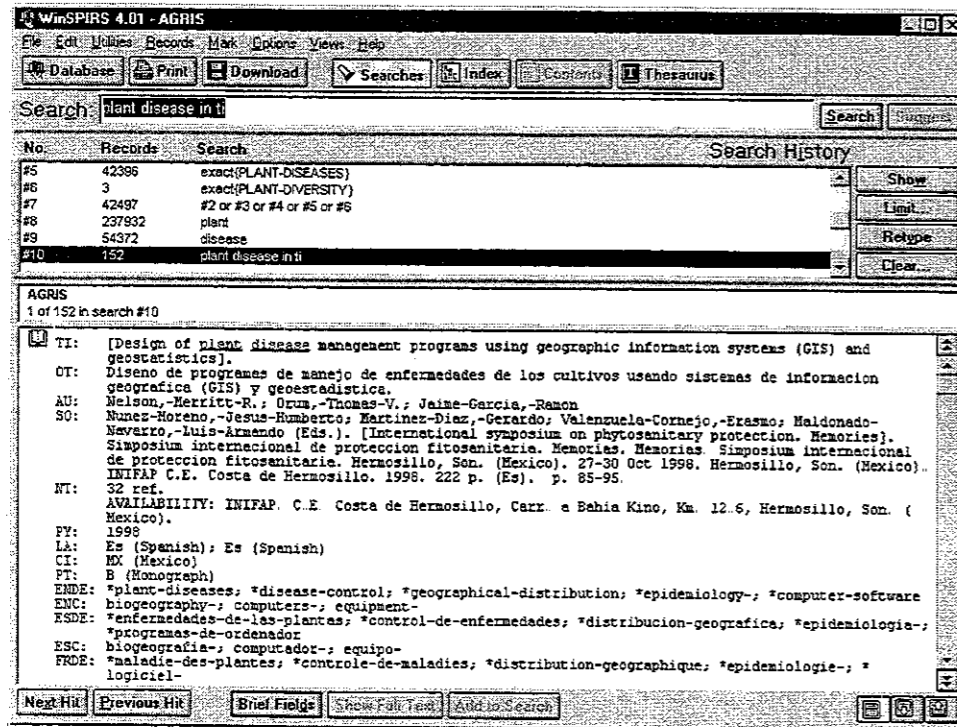 WinSPIRS 4.01 - AGRIS
File Edit Utilities Records Mark Options Views Help
Database Print Download Searches Index Contents Thesaurus
Search: plant disease in ti Search Suggest
No. Records Search Search History
#5 42396 exact{PLANT-DISEASES} Show
#6 3 exact{PLANT-DIVERSITY}
#7 42497 #2 or #3 or #4 or #5 or #6 Limit...
#8 237932 plant
#9 54372 disease Retype
#10 152 plant disease in ti Clear...
AGRIS
1 of 152 in search #10
TI: [Design of plant disease management programs using geographic information systems (GIS) and
geostatistics].
OT: Diseno de programas de manejo de enfermedades de los cultivos usando sistemas de informacion
geografica (GIS) y geoestadistica.
AU: Nelson,-Merritt-R.; Orum,-Thomas-V.; Jaime-Garcia,-Ramon
SO: Nunez-Moreno,-Jesus-Humberto; Martinez-Diaz,-Gerardo; Valenzuela-Cornejo,-Erasmo; Maldonado-
Navarro,-Luis-Armando (Eds.). [International symposium on phytosanitary protection. Memories].
Simposium internacional de proteccion fitosanitaria. Memorias. Memorias. Simposium internacional
de proteccion fitosanitaria. Hermosillo, Son. (Mexico). 27-30 Oct 1998. Hermosillo, Son. (Mexico).
INIFAP C.E. Costa de Hermosillo. 1998. 222 p. (Es). p. 85-95.
NT: 32 ref.
AVAILABILITY: INIFAP. C.E. Costa de Hermosillo, Carr. a Bahia Kino, Km. 12.6, Hermosillo, Son. (
Mexico).
PY: 1998
LA: Es (Spanish); Es (Spanish)
CI: MX (Mexico)
PT: B (Monograph)
ENDE: *plant-diseases; *disease-control; *geographical-distribution; *epidemiology-; *computer-software
ENC: biogeography-; computers-; equipment-
ESDE: *enfermedades-de-las-plantas; *control-de-enfermedades; *distribucion-geografica; *epidemiologia-;
*programas-de-ordenador
ESC: biogeografia-; computador-; equipo-
FRDE: *maladie-des-plantes; *controle-de-maladies; *distribution-geographique; *epidemiologie-; *
logiciel-
Next Hit Previous Hit Brief Fields Show Full Text Add to Search